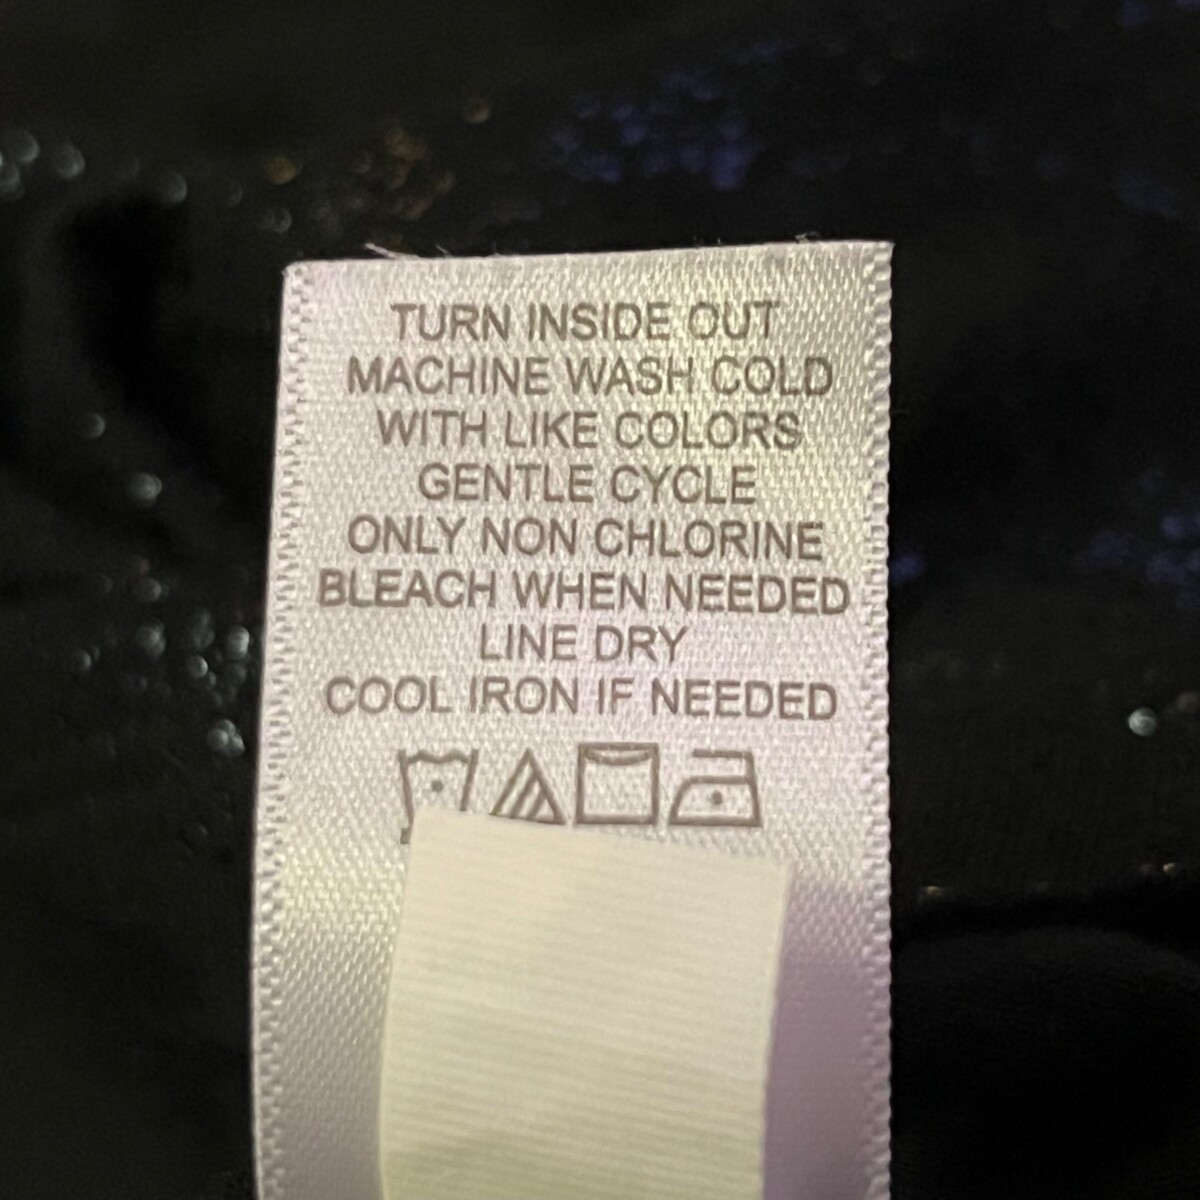 TURN INSIDE OUT
MACHINE WASH COLD
WITH LIKE COLORS
GENTLE CYCLE
ONLY NON CHLORINE
BLEACH WHEN NEEDED
LINE DRY
COOL IRON IF NEEDED